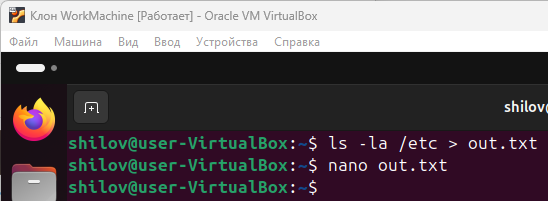 Клон WorkMachine [Работает] - Oracle VM VirtualBox
Файл Машина Вид Ввод Устройства Справка
shilov@
shilov@user-VirtualBox:~$ ls -la /etc > out.txt
shilov@user-VirtualBox:~$ nano out.txt
shilov@user-VirtualBox:~$